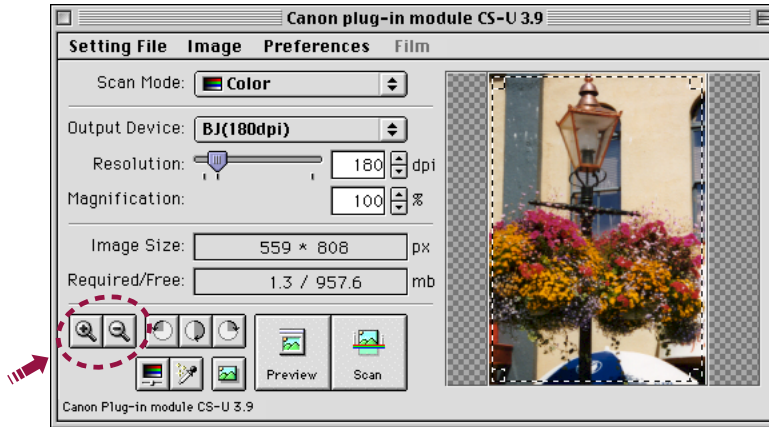 Canon plug-in module CS-U 3.9
Setting File Image Preferences Film
Scan Mode: Color
Output Device: BJ(180dpi)
Resolution: 180 dpi
Magnification: 100 %
Image Size: 559 * 808 px
Required/Free: 1.3 / 957.6 mb
Preview Scan
Canon Plug-in module CS-U 3.9